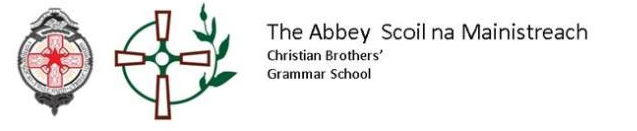 The Abbey Scoil na Mainistreach
Christian Brothers’
Grammar School